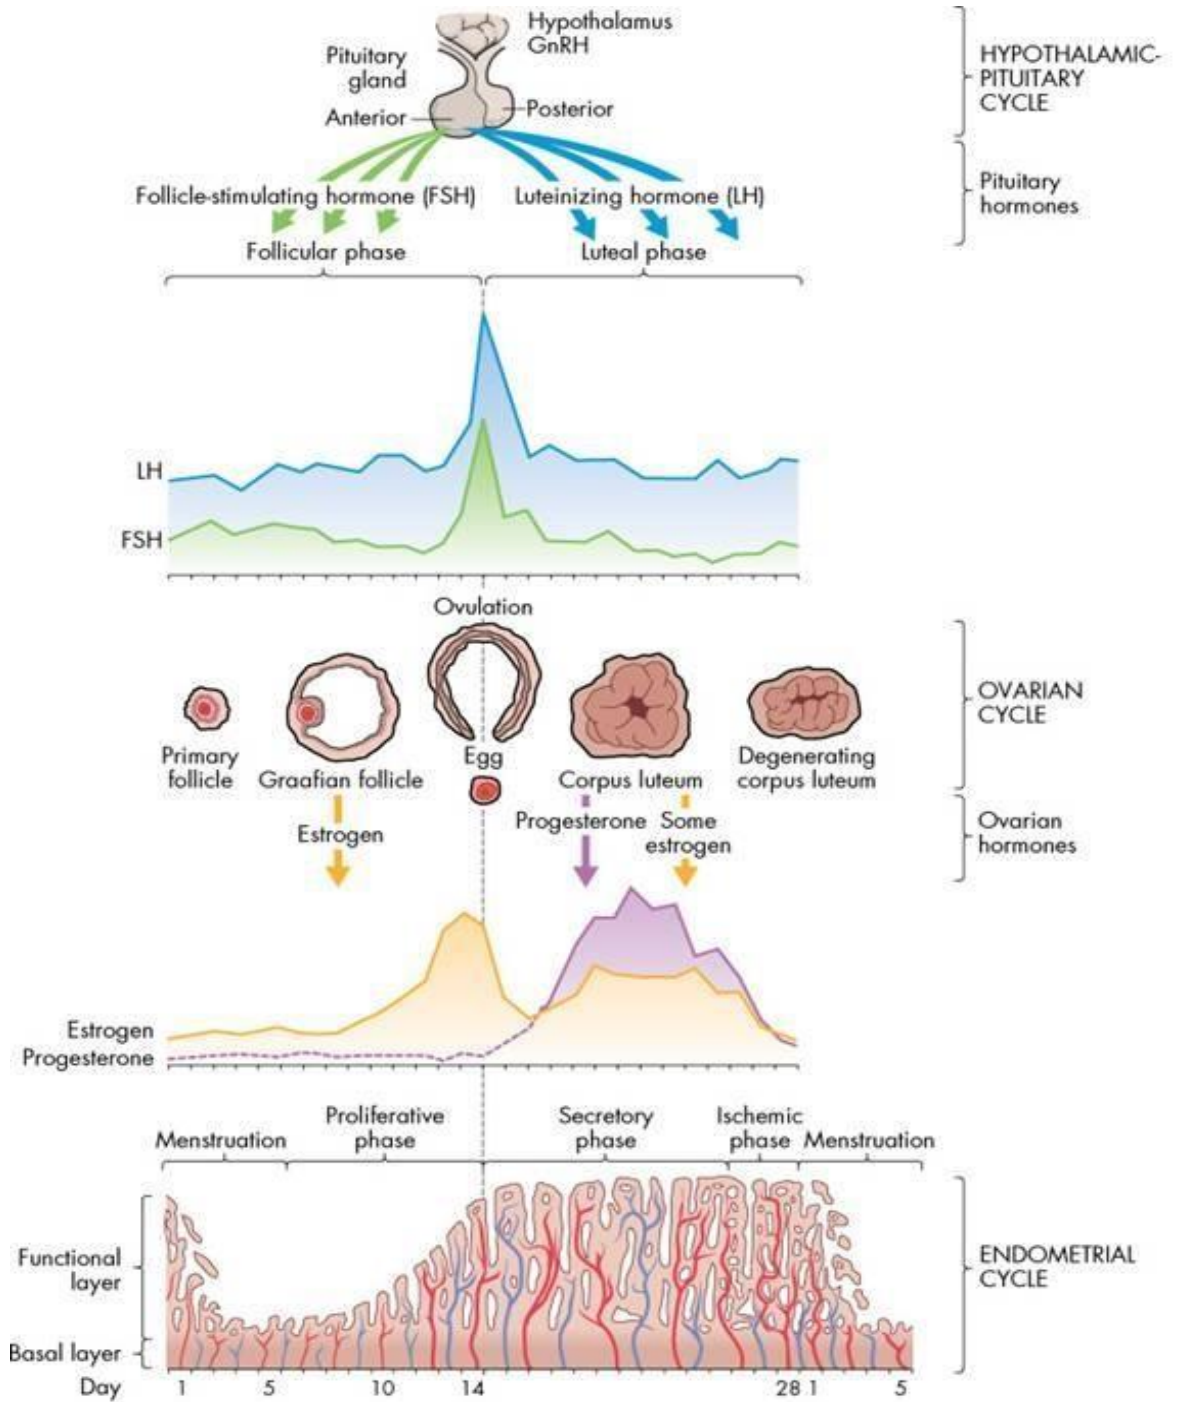 Hypothalamus
GnRH
Pituitary
gland
Anterior
Posterior
HYPOTHALAMIC-
PITUITARY
CYCLE
Follicle-stimulating hormone (FSH)
Luteinizing hormone (LH)
Pituitary
hormones
Follicular phase
Luteal phase
LH
FSH
Ovulation
Primary
follicle
Graafian follicle
Egg
Corpus luteum
Degenerating
corpus luteum
OVARIAN
CYCLE
Estrogen
Progesterone
Some
estrogen
Ovarian
hormones
Estrogen
Progesterone
Menstruation
Proliferative
phase
Secretory
phase
Ischemic
phase
Menstruation
Functional
layer
Basal layer
ENDOMETRIAL
CYCLE
Day 1 5 10 14 28 1 5